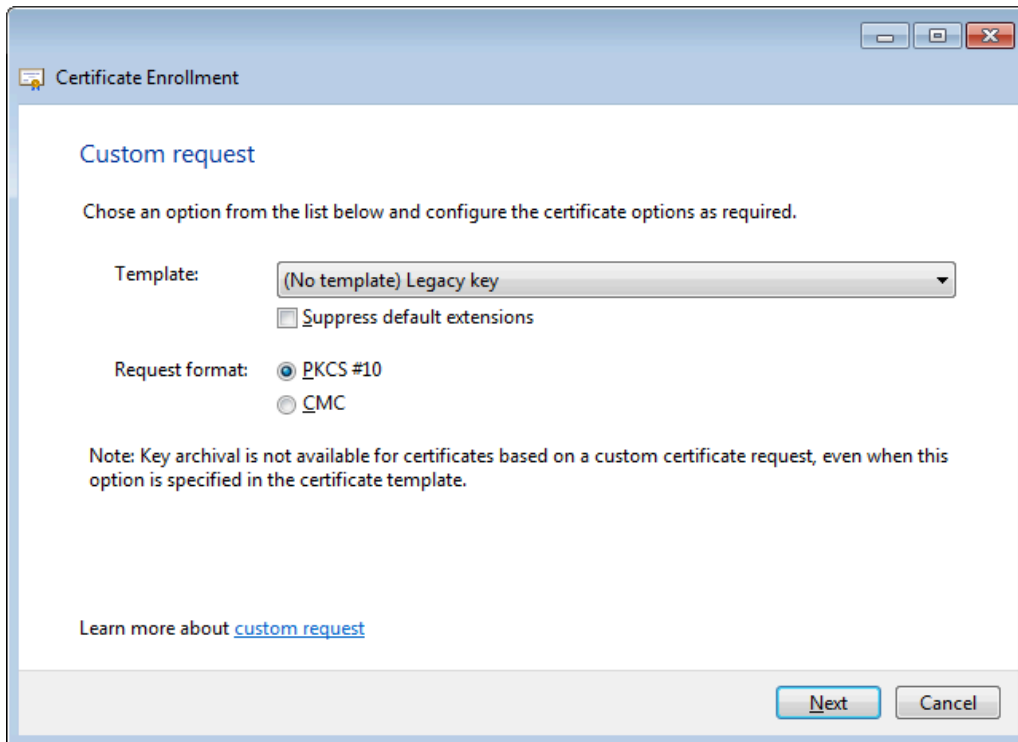 Certificate Enrollment
Custom request
Chose an option from the list below and configure the certificate options as required.
Template:
(No template) Legacy key
Suppress default extensions
Request format:
PKCS #10
CMC
Note: Key archival is not available for certificates based on a custom certificate request, even when this
option is specified in the certificate template.
Learn more about custom request
Next
Cancel